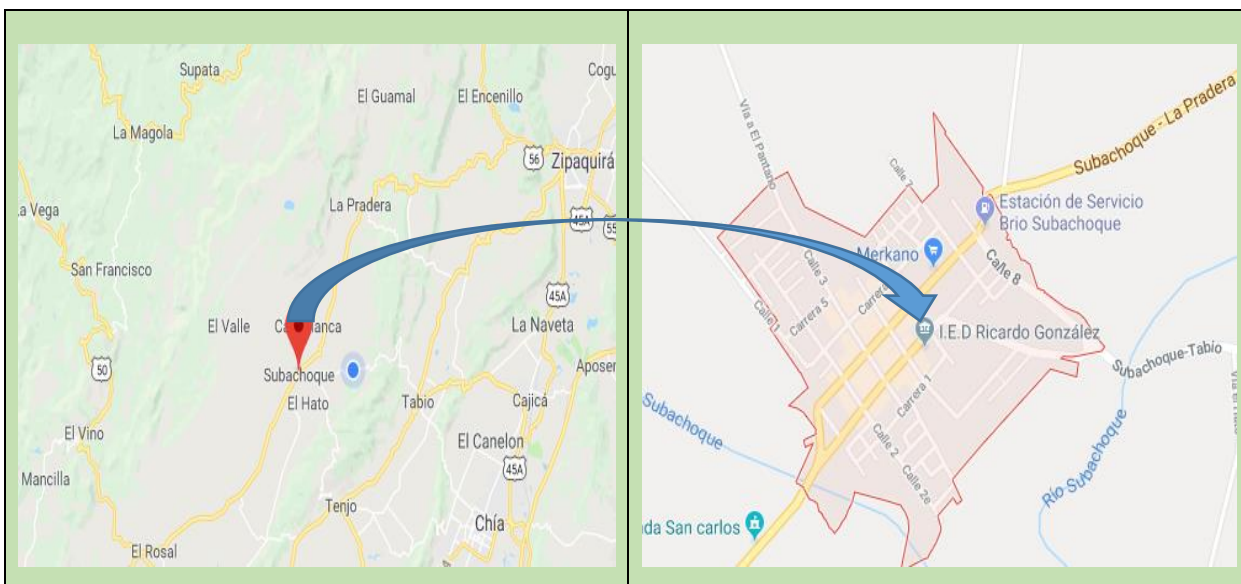 Supata
Cogu
El Guamal
El Encenillo
La Magola
56
Zipaquirá
a Vega
La Pradera
45A
55
San Francisco
45A
El Valle
La Naveta
50
Subachoque
Aposen
El Hato
Tabio
Cajicá
El Vino
El Canelon
45A
Mancilla
Tenjo
Chía
El Rosal
Vía a El Pantano
Subachoque - La Pradera
Calle 7
Estación de Servicio
Brio Subachoque
Merkano
Calle 8
Calle 3
Carrera 5
Calle 1
I.E.D Ricardo González
Subachoque-Tabío
Carrera 1
Subachoque
Calle 2
Calle 2e
Río Subachoque
da San carlos